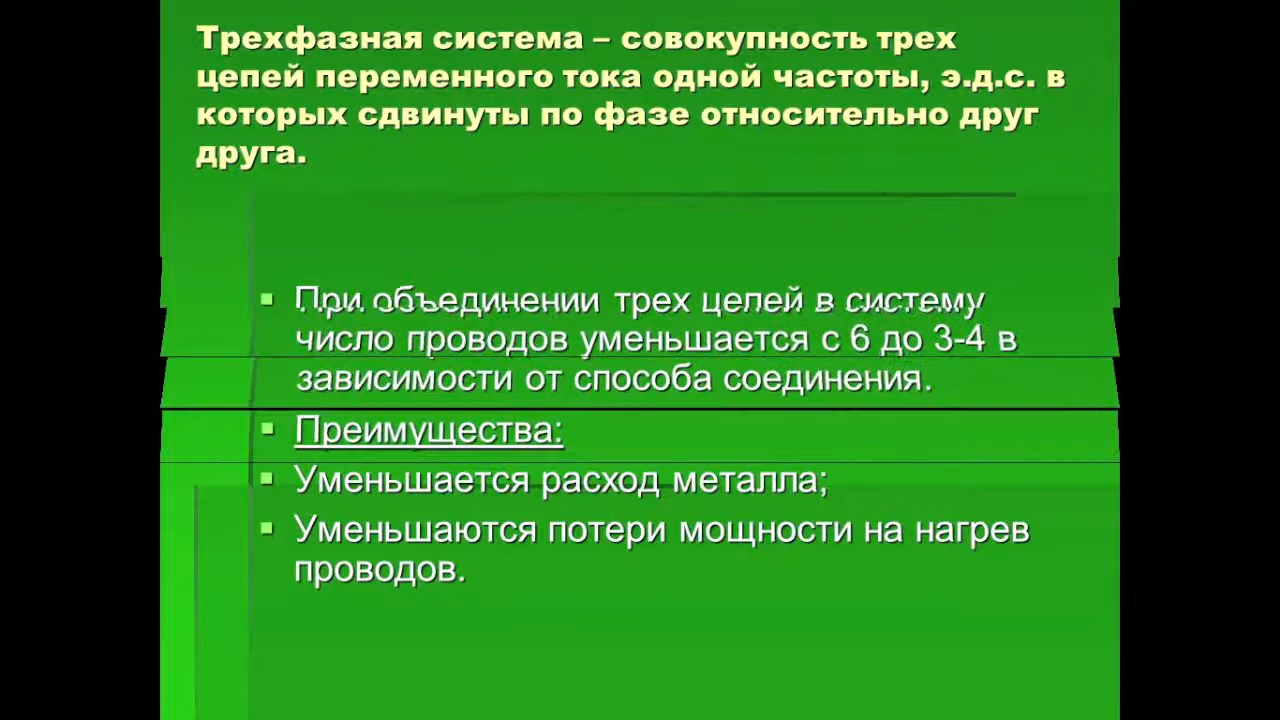 Трехфазная система – совокупность трех
цепей переменного тока одной частоты, э.д.с. в
которых сдвинуты по фазе относительно друг
друга.
При объединении трех цепей в систему
число проводов уменьшается с 6 до 3-4 в
зависимости от способа соединения.
Преимущества:
Уменьшается расход металла;
Уменьшаются потери мощности на нагрев
проводов.